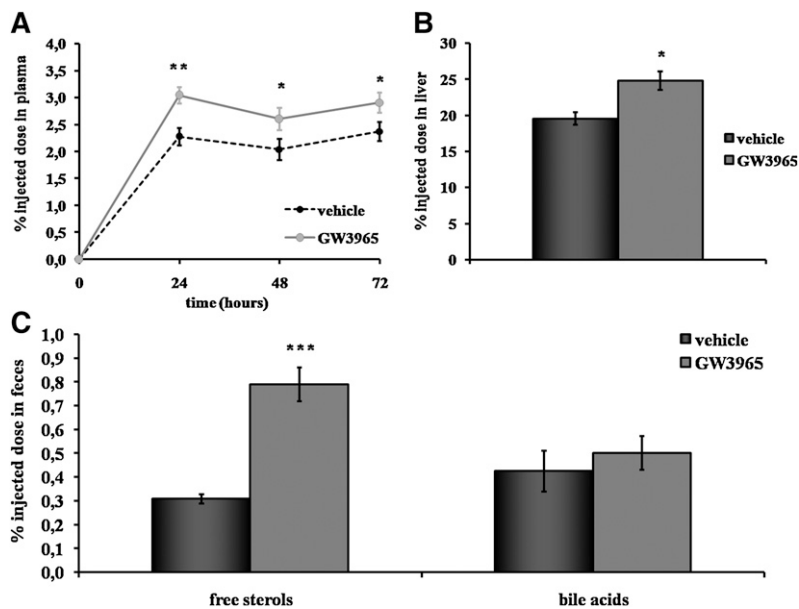 A
% injected dose in plasma
4,0
3,5
3,0
2,5
2,0
1,5
1,0
0,5
0,0
** * *
vehicle
GW3965
0 24 48 72
time (hours)
B
% injected dose in liver
30
25
20
15
10
5
0
*
vehicle
GW3965
C
% injected dose in feces
1,0
0,9
0,8
0,7
0,6
0,5
0,4
0,3
0,2
0,1
0,0
***
vehicle
GW3965
free sterols bile acids